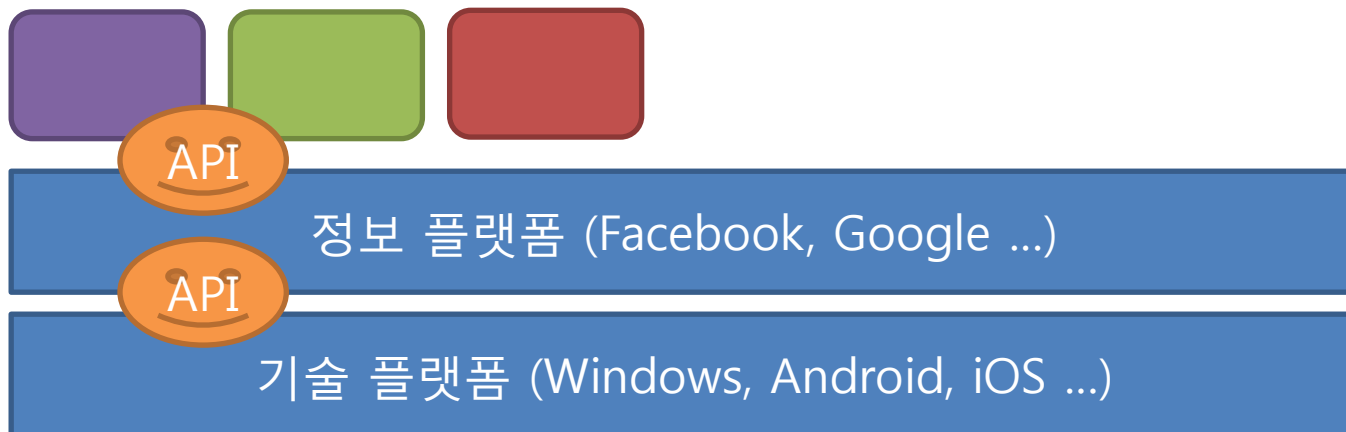 API
정보 플랫폼 (Facebook, Google ...)
API
기술 플랫폼 (Windows, Android, iOS ...)